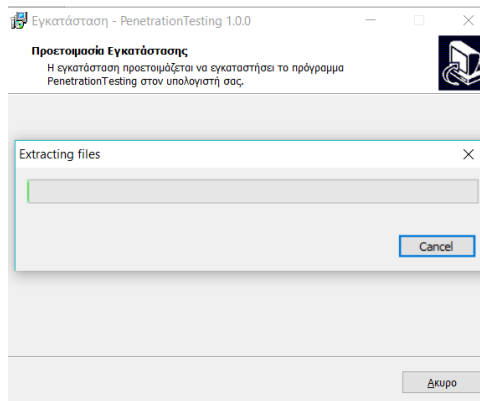 Εγκατάσταση - PenetrationTesting 1.0.0
Προετοιμασία Εγκατάστασης
Η εγκατάσταση προετοιμάζεται να εγκαταστήσει το πρόγραμμα
PenetrationTesting στον υπολογιστή σας.
Extracting files
Cancel
Ακυρο